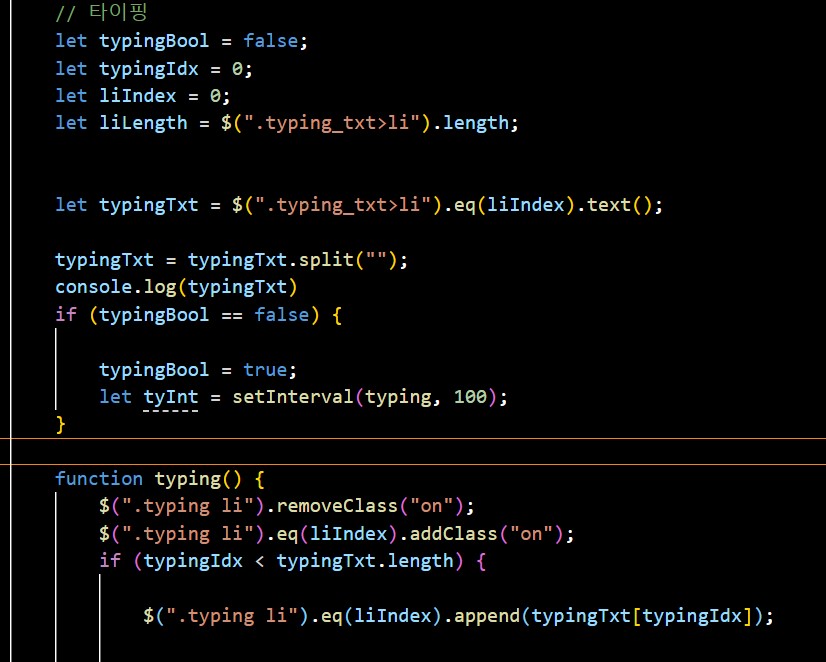 // 타이핑
let typingBool = false;
let typingIdx = 0;
let liIndex = 0;
let liLength = $(".typing_txt>li").length;
let typingTxt = $(".typing_txt>li").eq(liIndex).text();
typingTxt = typingTxt.split("");
console.log(typingTxt)
if (typingBool == false) {
typingBool = true;
let tyInt = setInterval(typing, 100);
}
function typing() {
$(".typing li").removeClass("on");
$(".typing li").eq(liIndex).addClass("on");
if (typingIdx < typingTxt.length) {
$(".typing li").eq(liIndex).append(typingTxt[typingIdx]);